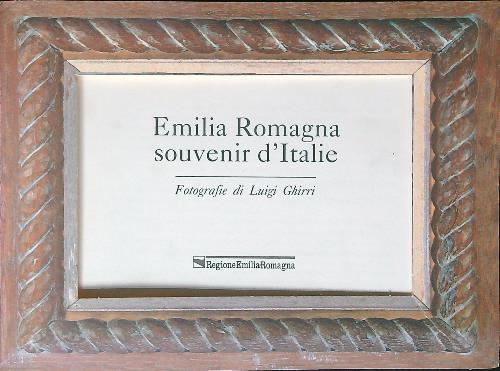 Emilia Romagna
souvenir d'Italie
Fotografie di Luigi Ghirri
RegioneEmiliaRomagna